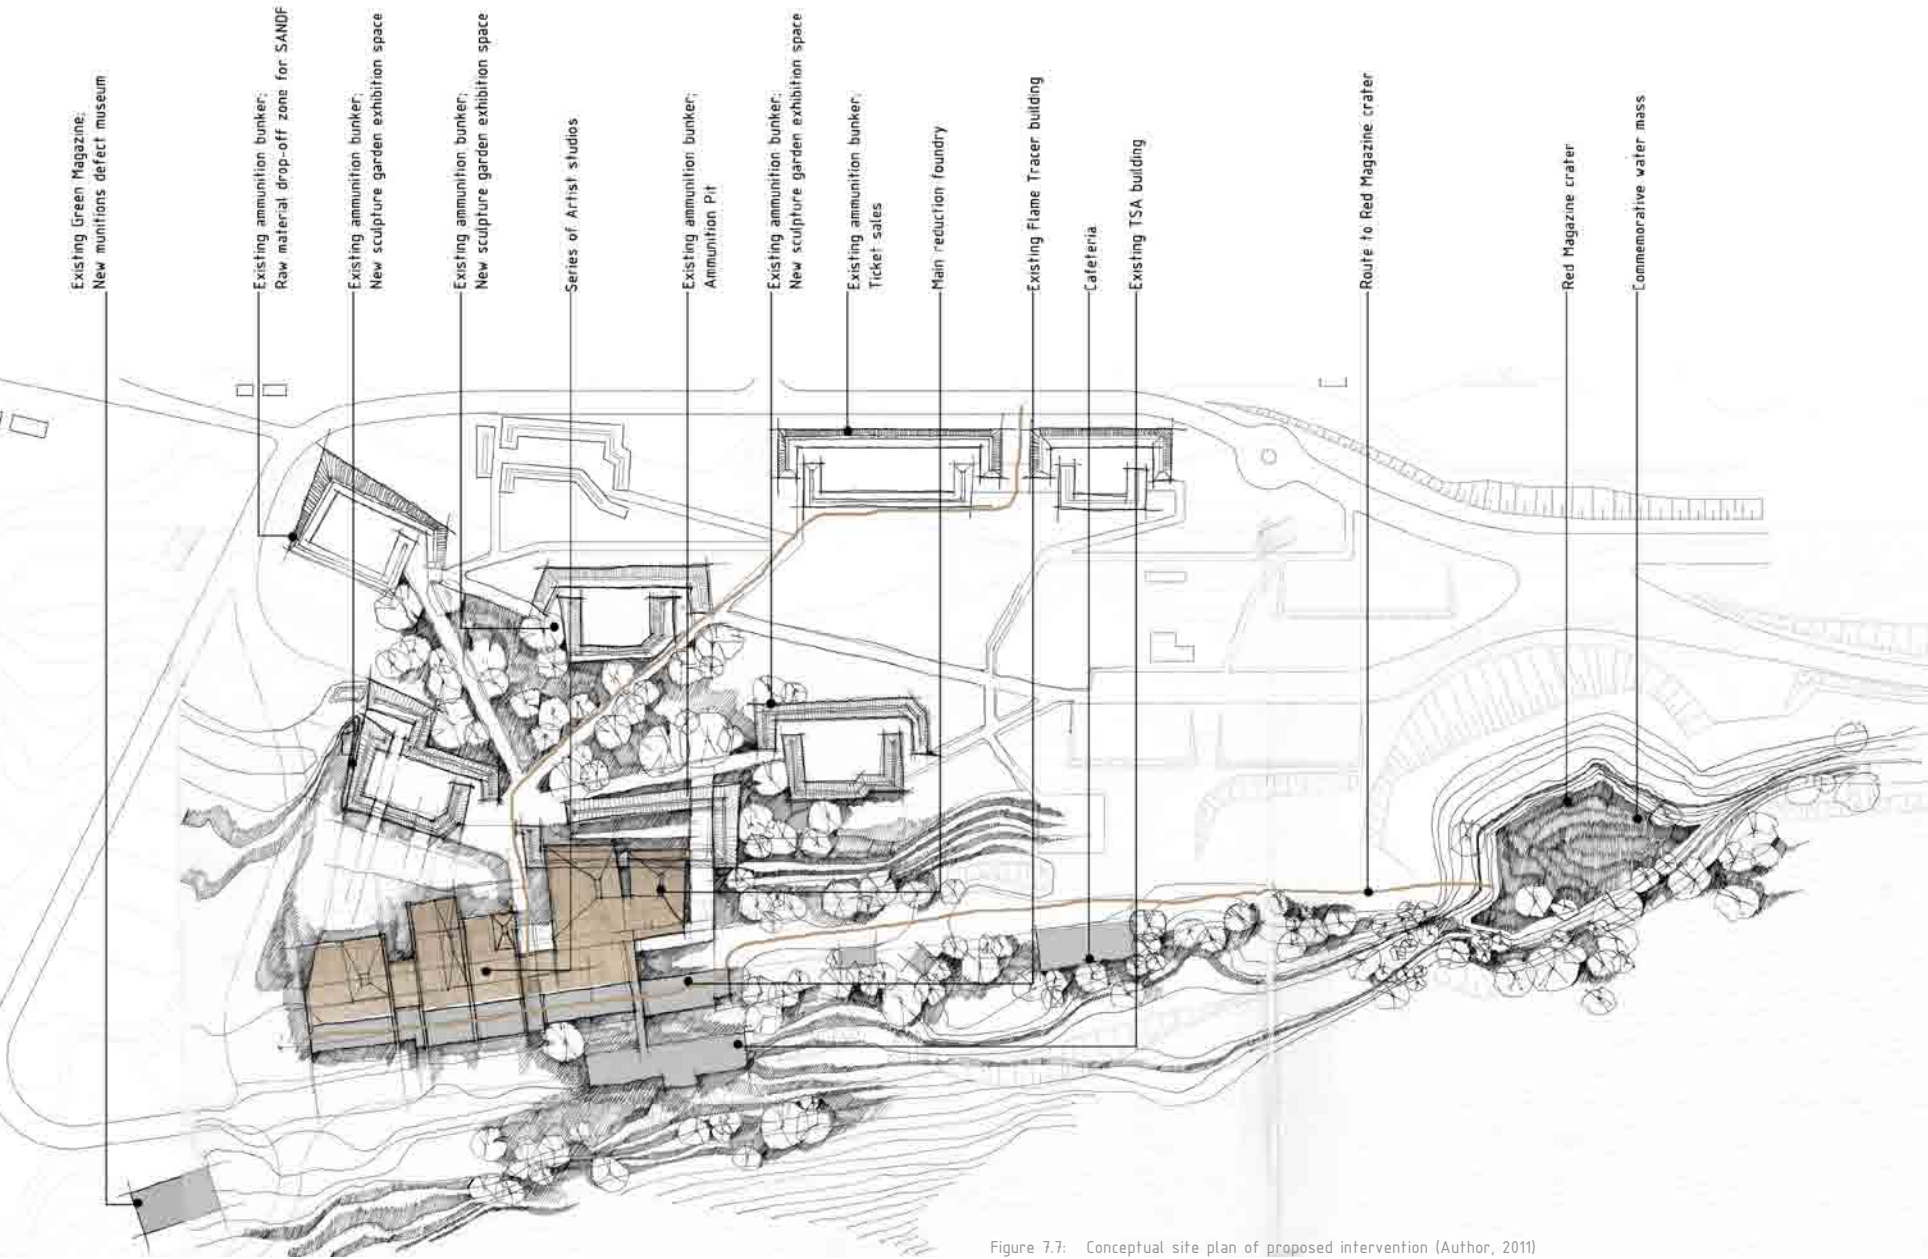 Existing Green Magazine;
New munitions defect museum
Existing ammunition bunker;
Raw material drop-off zone for SANDF
Existing ammunition bunker;
New sculpture garden exhibition space
Existing ammunition bunker;
New sculpture garden exhibition space
Series of Artist studios
Existing ammunition bunker;
Ammunition Pit
Existing ammunition bunker;
New sculpture garden exhibition space
Existing ammunition bunker;
Ticket sales
Main reduction foundry
Existing Flame Tracer building
Cafeteria
Existing TSA building
Route to Red Magazine crater
Red Magazine crater
Commemorative water mass
Figure 7.7: Conceptual site plan of proposed intervention (Author, 2011)